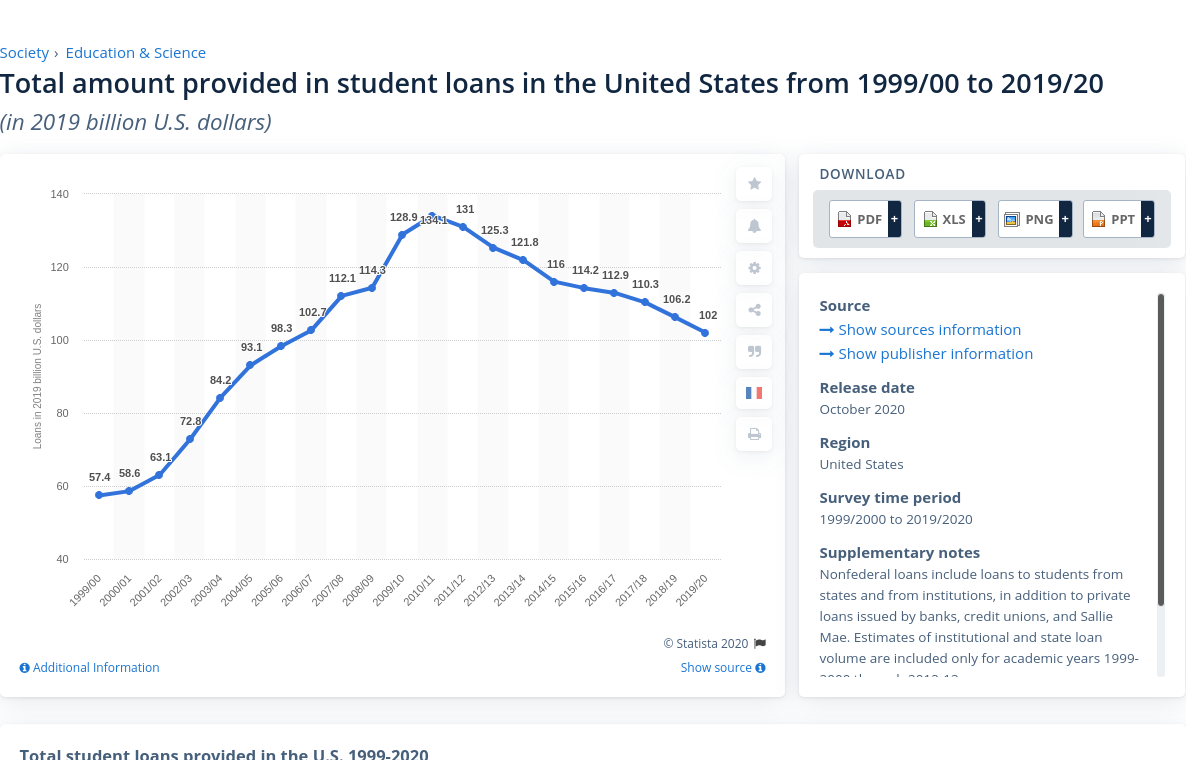 Society › Education & Science
Total amount provided in student loans in the United States from 1999/00 to 2019/20
(in 2019 billion U.S. dollars)
Loans in 2019 billion U.S. dollars
140
120
100
80
60
40
57.4
58.6
63.1
72.8
84.2
93.1
98.3
102.7
112.1
114.3
128.9
134.1
131
125.3
121.8
116
114.2
112.9
110.3
106.2
102
1999/00
2000/01
2001/02
2002/03
2003/04
2004/05
2005/06
2006/07
2007/08
2008/09
2009/10
2010/11
2011/12
2012/13
2013/14
2014/15
2015/16
2016/17
2017/18
2018/19
2019/20
© Statista 2020
Additional Information
Show source
DOWNLOAD
PDF + XLS + PNG + PPT +
Source
Show sources information
Show publisher information
Release date
October 2020
Region
United States
Survey time period
1999/2000 to 2019/2020
Supplementary notes
Nonfederal loans include loans to students from
states and from institutions, in addition to private
loans issued by banks, credit unions, and Sallie
Mae. Estimates of institutional and state loan
volume are included only for academic years 1999-
Total student loans provided in the U.S. 1999-2020